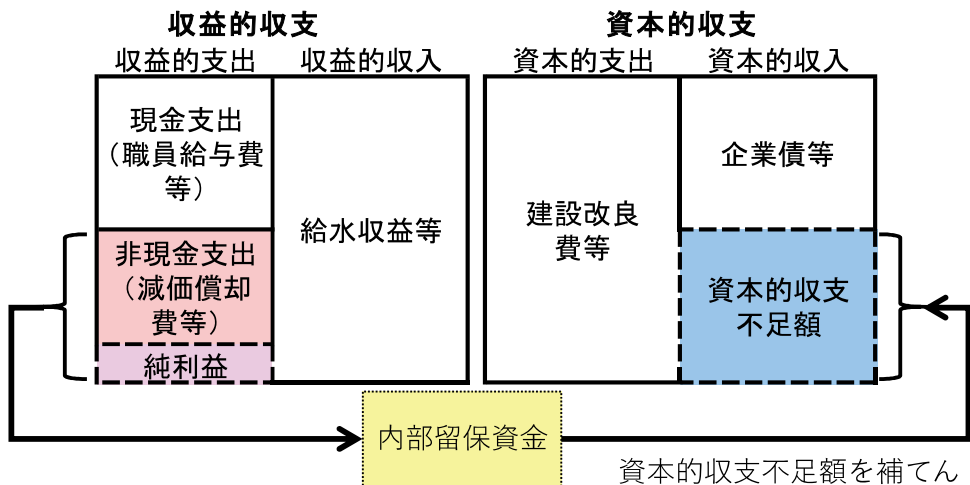 収益的収支
収益的支出
収益的収入
現金支出
（職員給与費
等）
非現金支出
（減価償却
費等）
純利益
給水収益等
資本的収支
資本的支出
資本的収入
建設改良
費等
企業債等
資本的収支
不足額
内部留保資金
資本的収支不足額を補てん